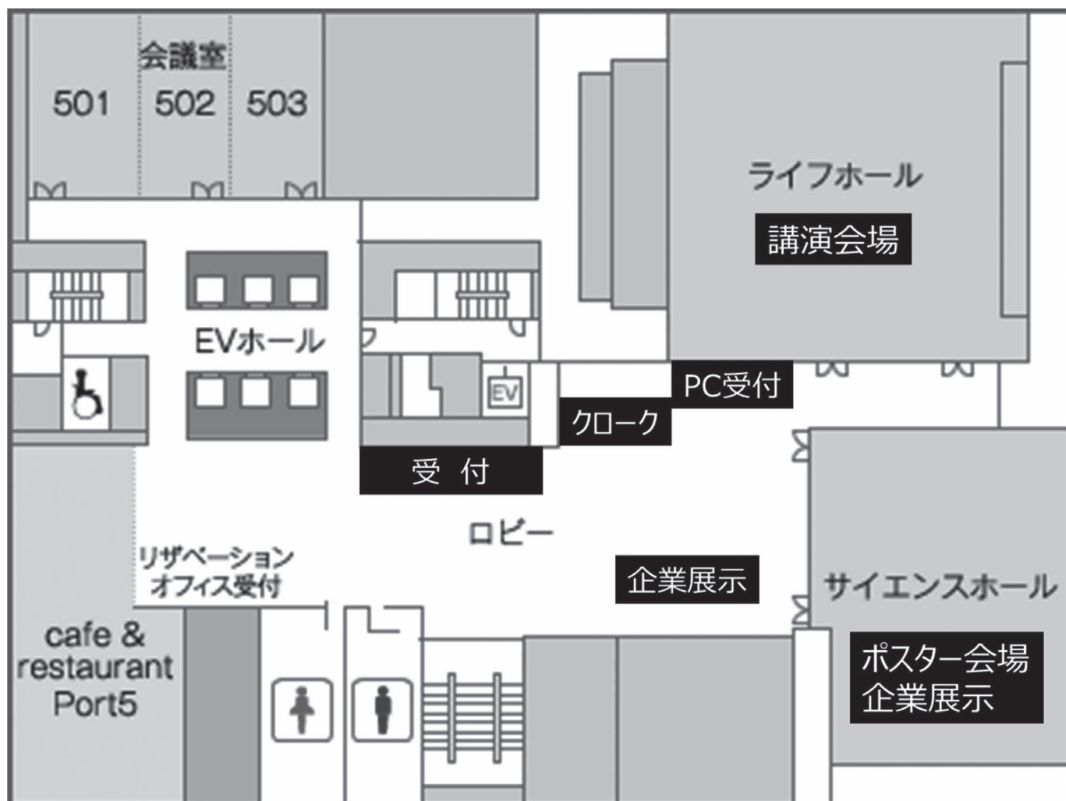 会議室
501 502 503
ライフホール
講演会場
EVホール
EV
PC受付
クローク
受 付
ロビー
リザベーション
オフィス受付
企業展示
サイエンスホール
ポスター会場
企業展示
cafe &
restaurant
Port5